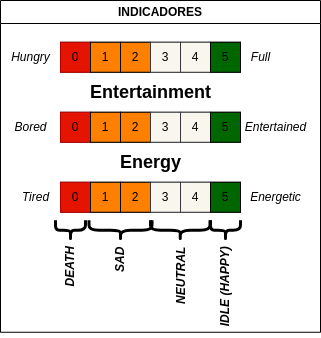 INDICADORES
Hungry 0 1 2 3 4 5 Full
Entertainment
Bored 0 1 2 3 4 5 Entertained
Energy
Tired 0 1 2 3 4 5 Energetic
DEATH
SAD
NEUTRAL
IDLE (HAPPY)